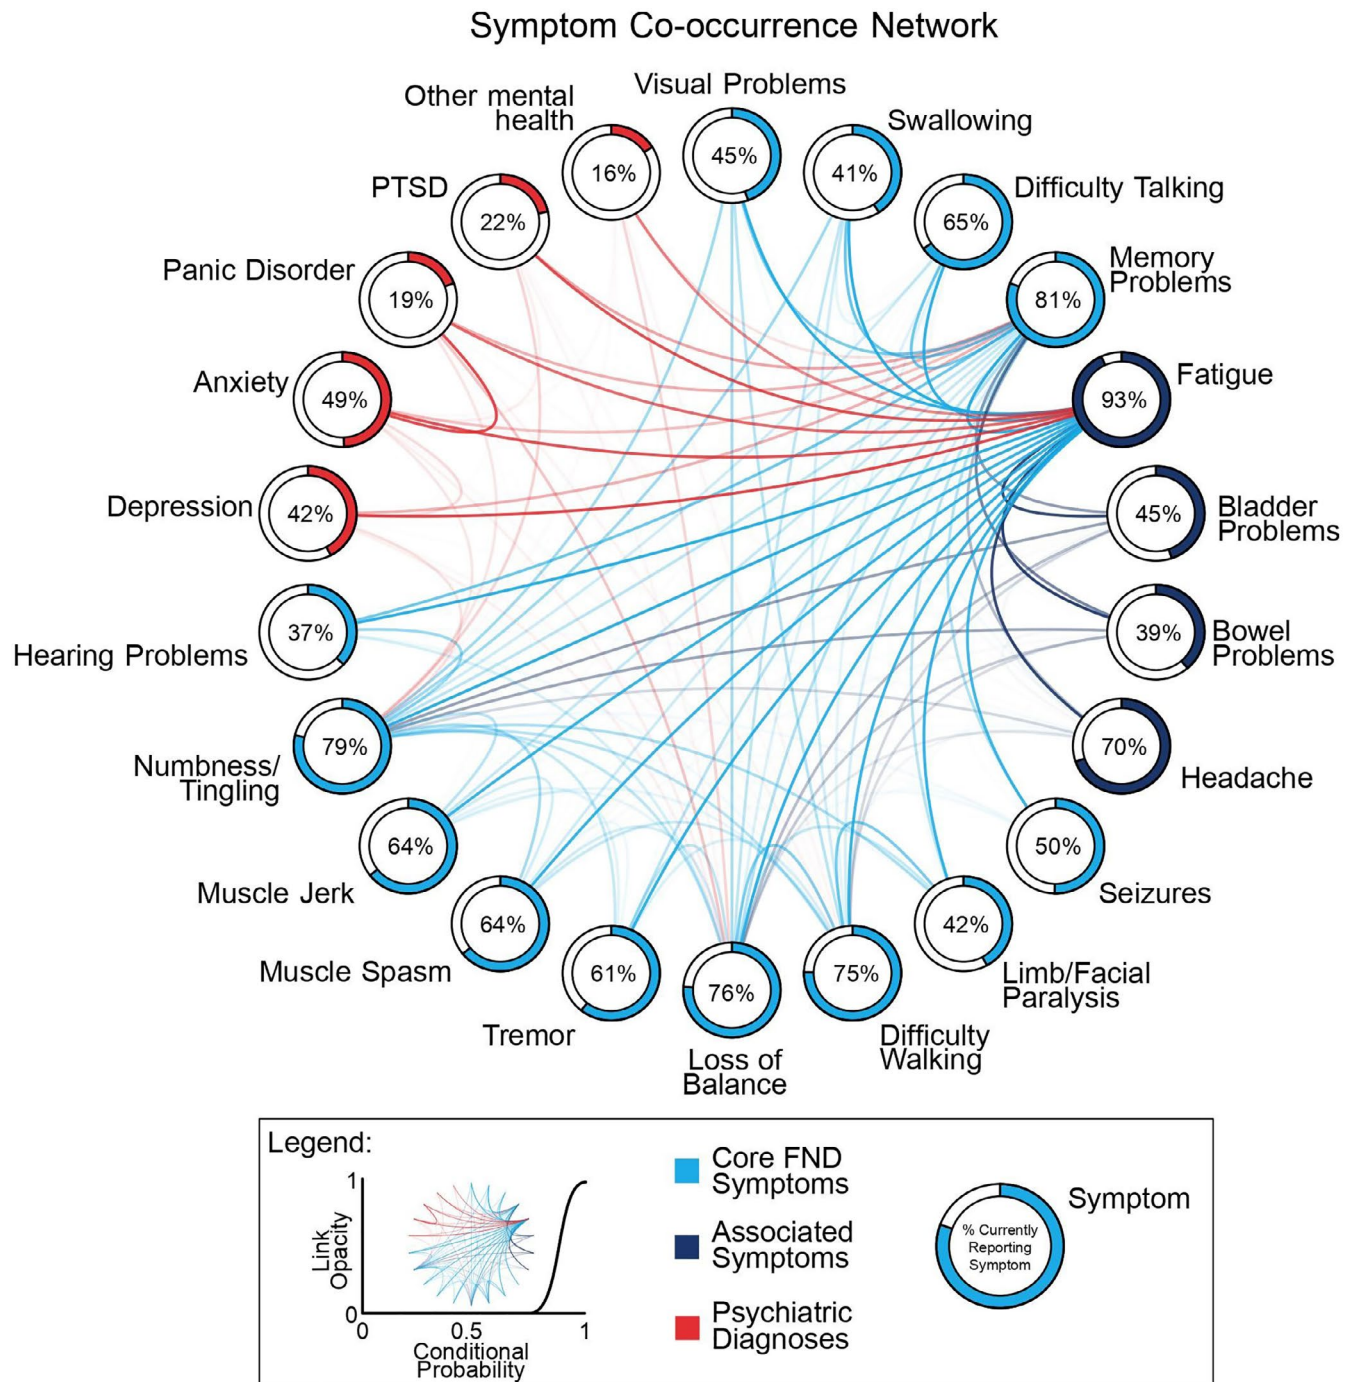 Symptom Co-occurrence Network
Visual Problems
45%
Swallowing
41%
Difficulty Talking
65%
Memory
Problems
81%
Fatigue
93%
Bladder
Problems
45%
Bowel
Problems
39%
Headache
70%
Seizures
50%
Limb/Facial
Paralysis
42%
Difficulty
Walking
75%
Loss of
Balance
76%
Tremor
61%
Muscle Spasm
64%
Muscle Jerk
64%
Numbness/
Tingling
79%
Hearing Problems
37%
Depression
42%
Anxiety
49%
Panic Disorder
19%
PTSD
22%
Other mental
health
16%
Legend:
1
Link
Opacity
0
0
0.5
1
Conditional
Probability
Core FND
Symptoms
Associated
Symptoms
Psychiatric
Diagnoses
Symptom
% Currently
Reporting
Symptom